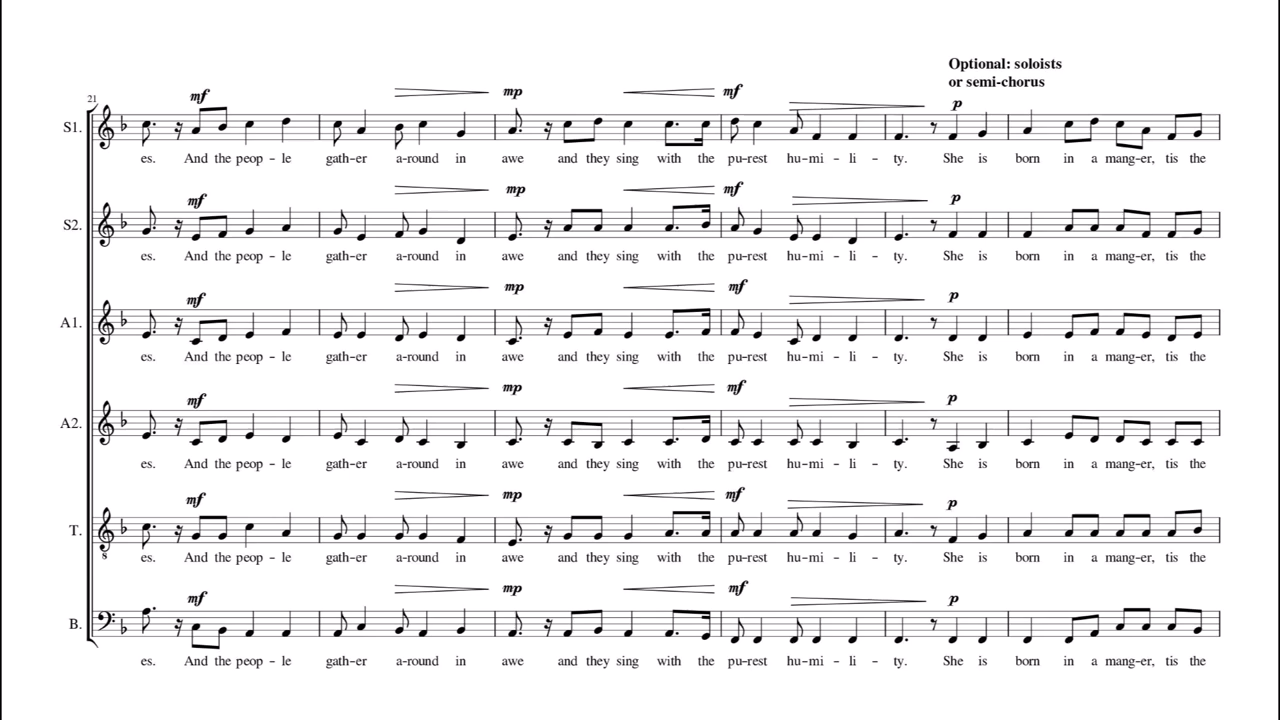 Optional: soloists
or semi-chorus
21
mf mp mf p
S1.
es. And the peop - le gath-er a-round in awe and they sing with the pu-rest hu-mi - li - ty. She is born in a mang-er, tis the
mf mp mf p
S2.
es. And the peop - le gath-er a-round in awe and they sing with the pu-rest hu-mi - li - ty. She is born in a mang-er, tis the
mf mp mf p
A1.
es. And the peop - le gath-er a-round in awe and they sing with the pu-rest hu-mi - li - ty. She is born in a mang-er, tis the
mf mp mf p
A2.
es. And the peop - le gath-er a-round in awe and they sing with the pu-rest hu-mi - li - ty. She is born in a mang-er, tis the
mf mp mf p
T.
8
es. And the peop - le gath-er a-round in awe and they sing with the pu-rest hu-mi - li - ty. She is born in a mang-er, tis the
mf mp mf p
B.
es. And the peop - le gath-er a-round in awe and they sing with the pu-rest hu-mi - li - ty. She is born in a mang-er, tis the